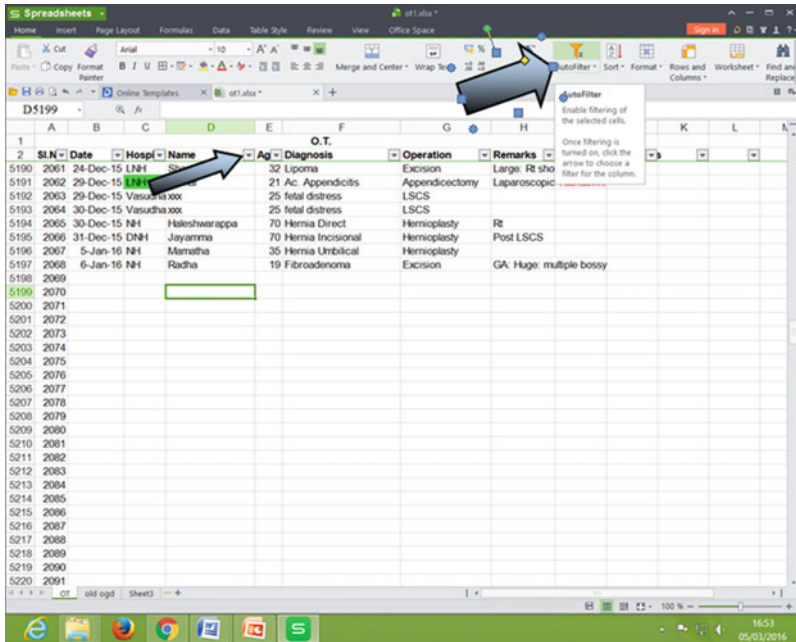 Spreadsheets
ot1.xlsx *
Home Insert Page Layout Formulas Data Table Style Review View Office Space Sign in
Cut Arial 10
Paste Copy Format Painter B I U Merge and Center Wrap AutoFilter Sort Format Rows and Columns Worksheet Find and Replace
Online Templates ot1.xlsx *
D5199
AutoFilter
Enable filtering of the selected cells.
Once filtering is turned on, click the arrow to choose a filter for the column.
A B C D E F G H K L
1 O.T.
2 Sl.N Date Hospi Name Ag Diagnosis Operation Remarks
5190 2061 24-Dec-15 LNH 32 Lipoma Excision Large: Rt sho
5191 2062 29-Dec-15 LNH 21 Ac. Appendicitis Appendicectomy Laparoscopic
5192 2063 29-Dec-15 Vasudha xxx 25 fetal distress LSCS
5193 2064 30-Dec-15 Vasudha xxx 25 fetal distress LSCS
5194 2065 30-Dec-15 NH Haleshwarappa 70 Hernia Direct Hernioplasty Rt
5195 2066 31-Dec-15 DNH Jayamma 70 Hernia Incisional Hernioplasty Post LSCS
5196 2067 5-Jan-16 NH Mamatha 35 Hernia Umbilical Hernioplasty
5197 2068 6-Jan-16 NH Radha 19 Fibroadenoma Excision GA: Huge: multiple bossy
5198 2069
5199 2070
5200 2071
5201 2072
5202 2073
5203 2074
5204 2075
5205 2076
5206 2077
5207 2078
5208 2079
5209 2080
5210 2081
5211 2082
5212 2083
5213 2084
5214 2085
5215 2086
5216 2087
5217 2088
5218 2089
5219 2090
5220 2091
OT old ogd Sheet3
100 %
16:53
05/03/2016